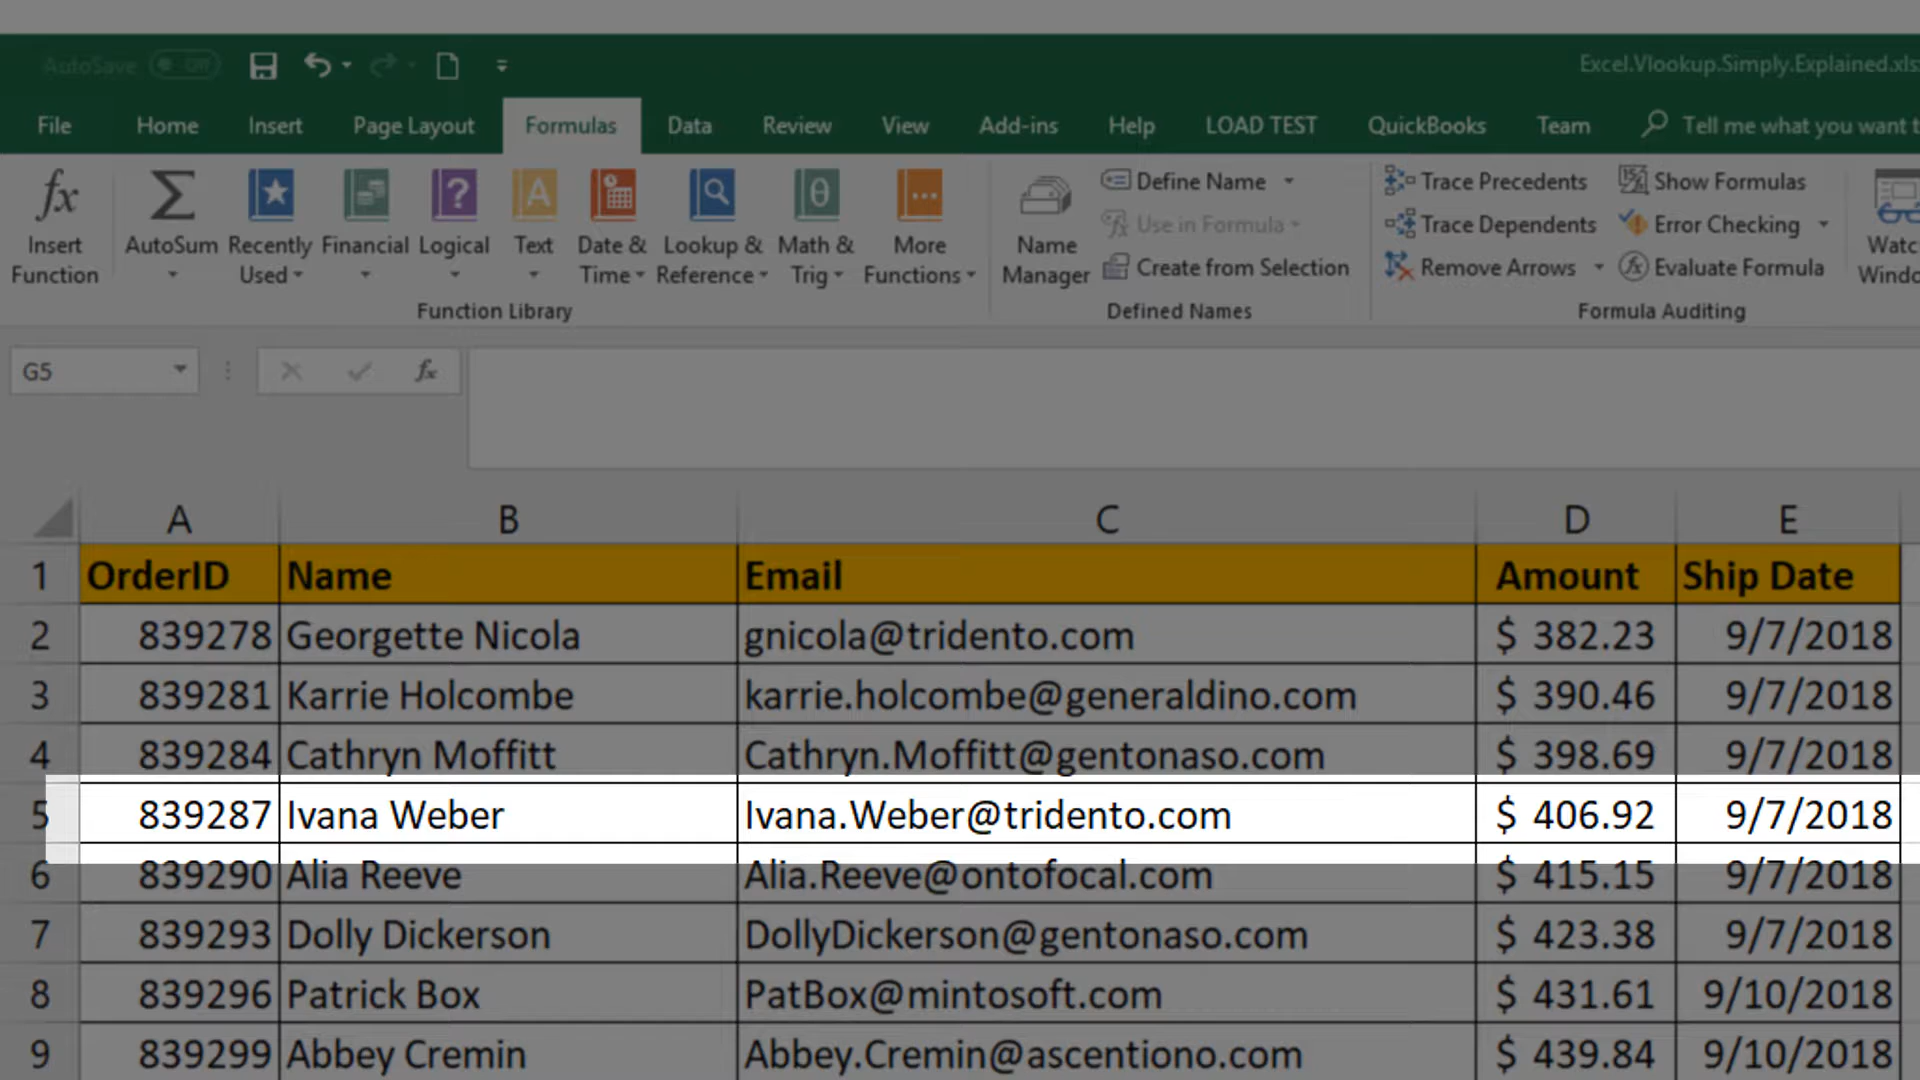 AutoSave Off Excel.Vlookup.Simply.Explained.xls
File Home Insert Page Layout Formulas Data Review View Add-ins Help LOAD TEST QuickBooks Team Tell me what you want t
fx Σ ? A θ Define Name Trace Precedents Show Formulas
Insert AutoSum Recently Financial Logical Text Date & Lookup & Math & More Name Use in Formula Trace Dependents Error Checking Watc
Function Used Time Reference Trig Functions Manager Create from Selection Remove Arrows fx Evaluate Formula Windo
Function Library Defined Names Formula Auditing
G5 fx
A B C D E
1 OrderID Name Email Amount Ship Date
2 839278 Georgette Nicola gnicola@tridento.com $ 382.23 9/7/2018
3 839281 Karrie Holcombe karrie.holcombe@generaldino.com $ 390.46 9/7/2018
4 839284 Cathryn Moffitt Cathryn.Moffitt@gentonaso.com $ 398.69 9/7/2018
5 839287 Ivana Weber Ivana.Weber@tridento.com $ 406.92 9/7/2018
6 839290 Alia Reeve Alia.Reeve@ontofocal.com $ 415.15 9/7/2018
7 839293 Dolly Dickerson DollyDickerson@gentonaso.com $ 423.38 9/7/2018
8 839296 Patrick Box PatBox@mintosoft.com $ 431.61 9/10/2018
9 839299 Abbey Cremin Abbey.Cremin@ascentiono.com $ 439.84 9/10/2018